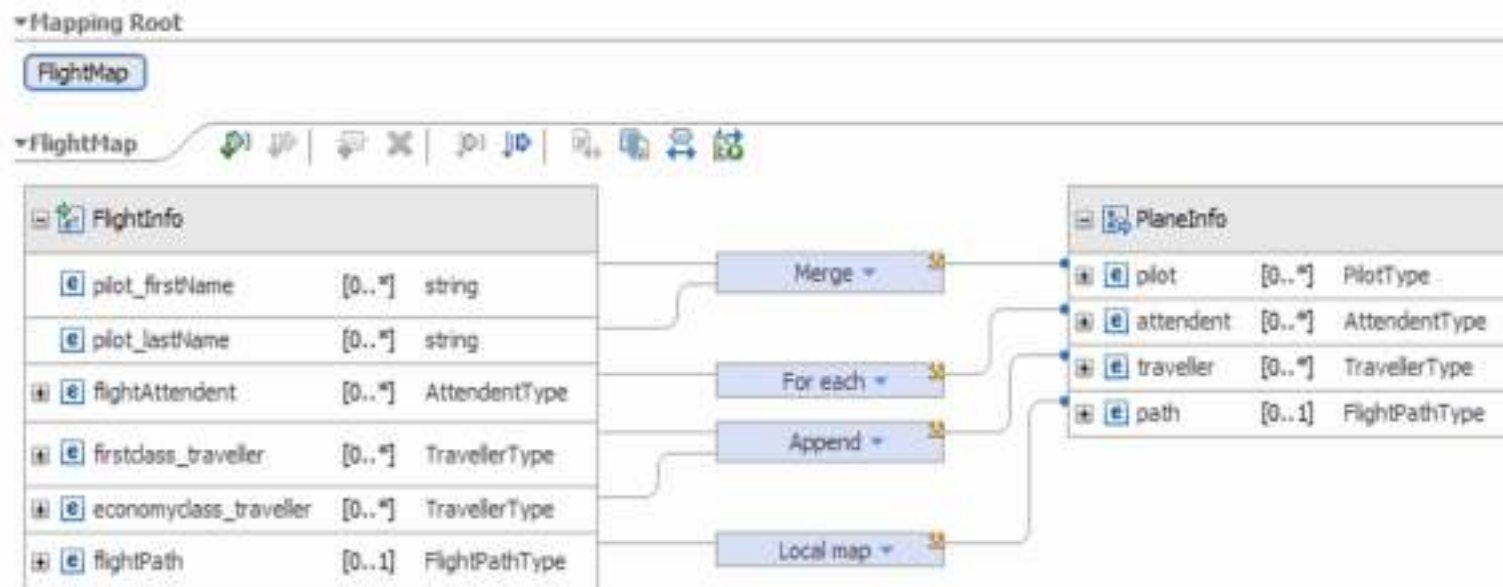 Mapping Root
FlightMap
FlightMap
FlightInfo
pilot_firstName [0..*] string
pilot_lastName [0..*] string
flightAttendent [0..*] AttendentType
firstclass_traveller [0..*] TravellerType
economyclass_traveller [0..*] TravellerType
flightPath [0..1] FlightPathType
Merge
For each
Append
Local map
PlaneInfo
pilot [0..*] PilotType
attendent [0..*] AttendentType
traveller [0..*] TravellerType
path [0..1] FlightPathType